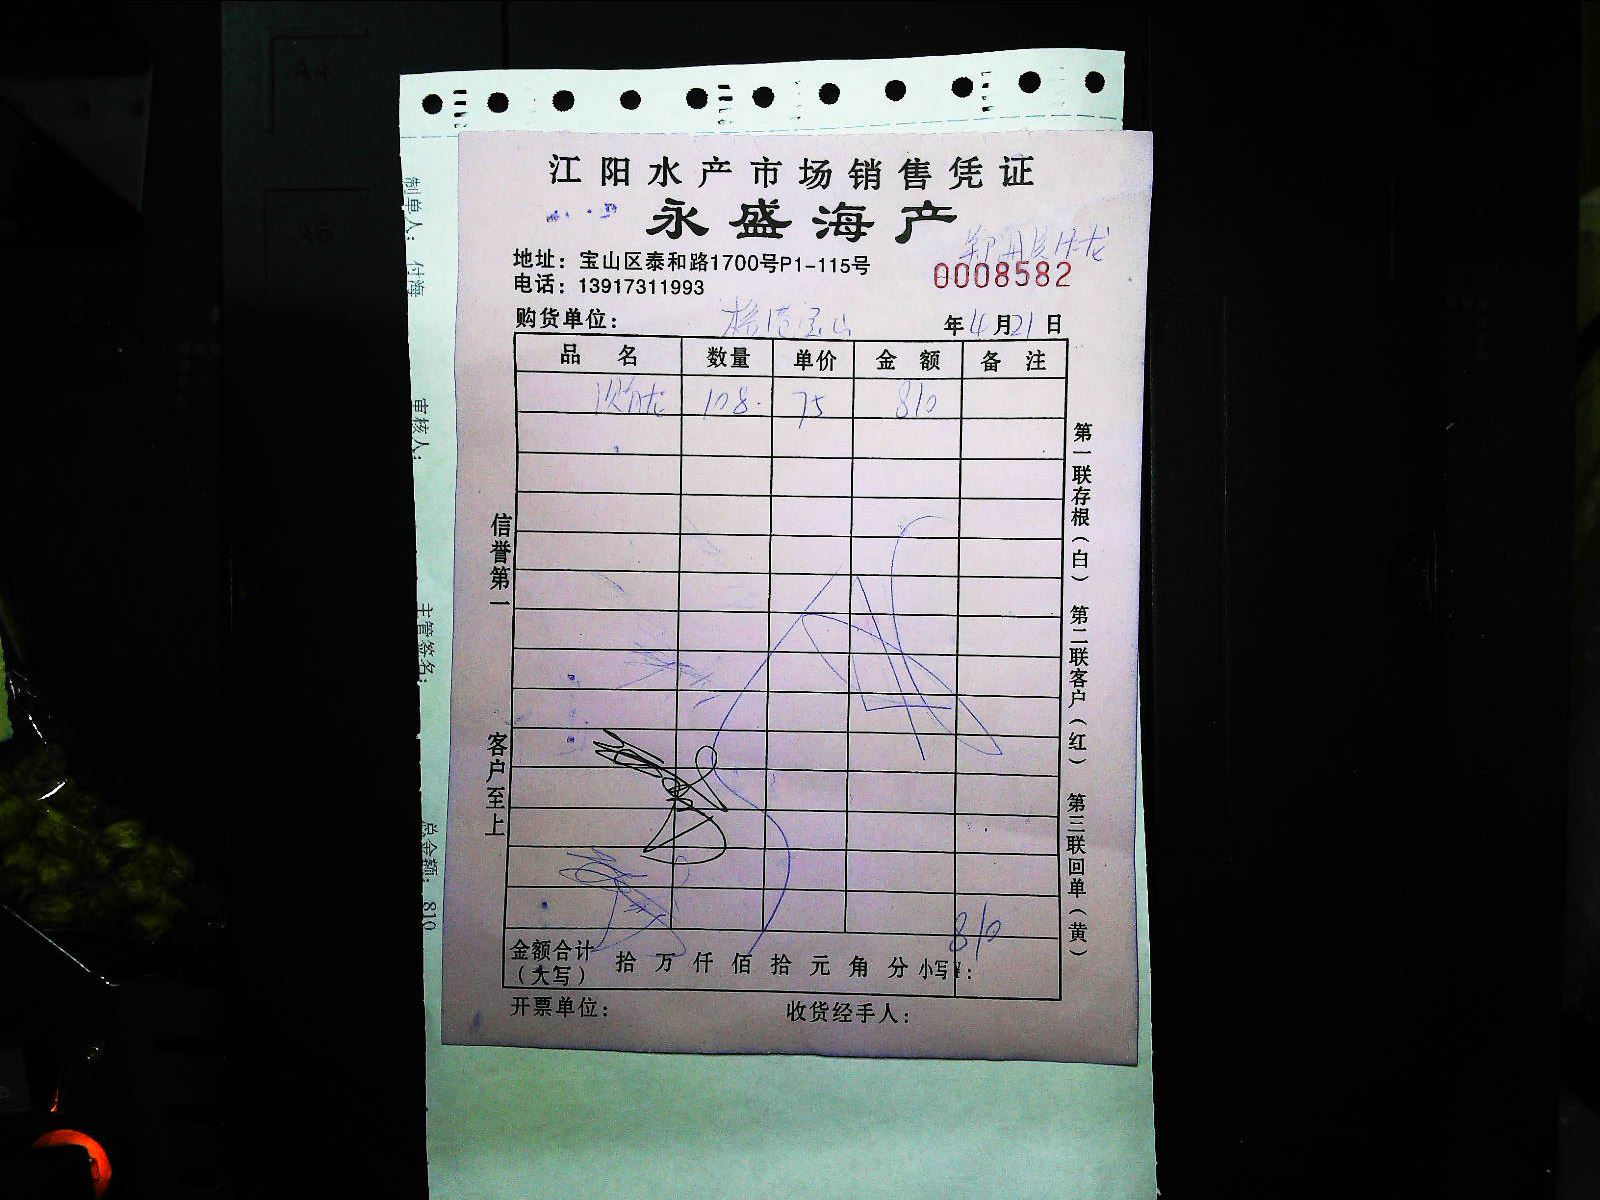 江阳水产市场销售凭证
永盛海产
地址：宝山区泰和路1700号P1-115号
电话：13917311993
0008582
购货单位： 宝山 年4月21日
品 名 数量 单价 金 额 备 注
108. 75 810
信誉第一 客户至上
第一联存根（白） 第二联客户（红） 第三联回单（黄）
810
金额合计（大写） 拾 万 仟 佰 拾 元 角 分 小写¥：
开票单位： 收货经手人：
制单人： 付海
审核人：
主管签名：
总金额： 810